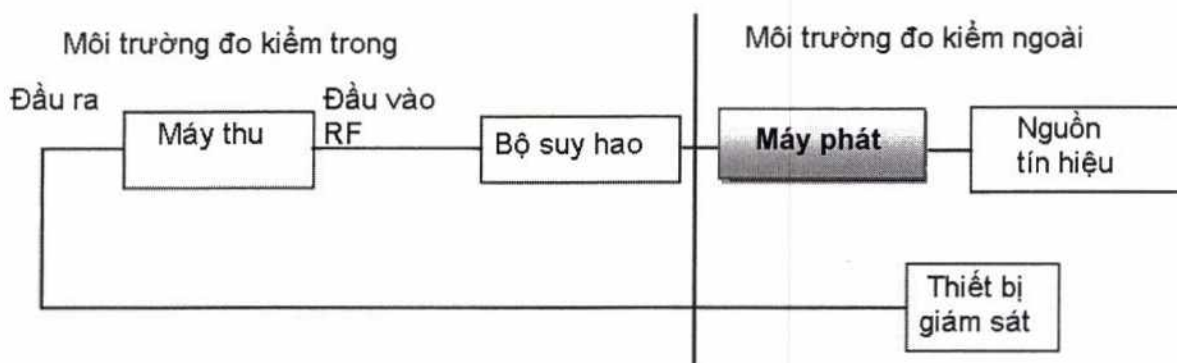 Môi trường đo kiểm trong
Môi trường đo kiểm ngoài
Đầu ra
Máy thu
Đầu vào
RF
Bộ suy hao
Máy phát
Nguồn
tín hiệu
Thiết bị
giám sát